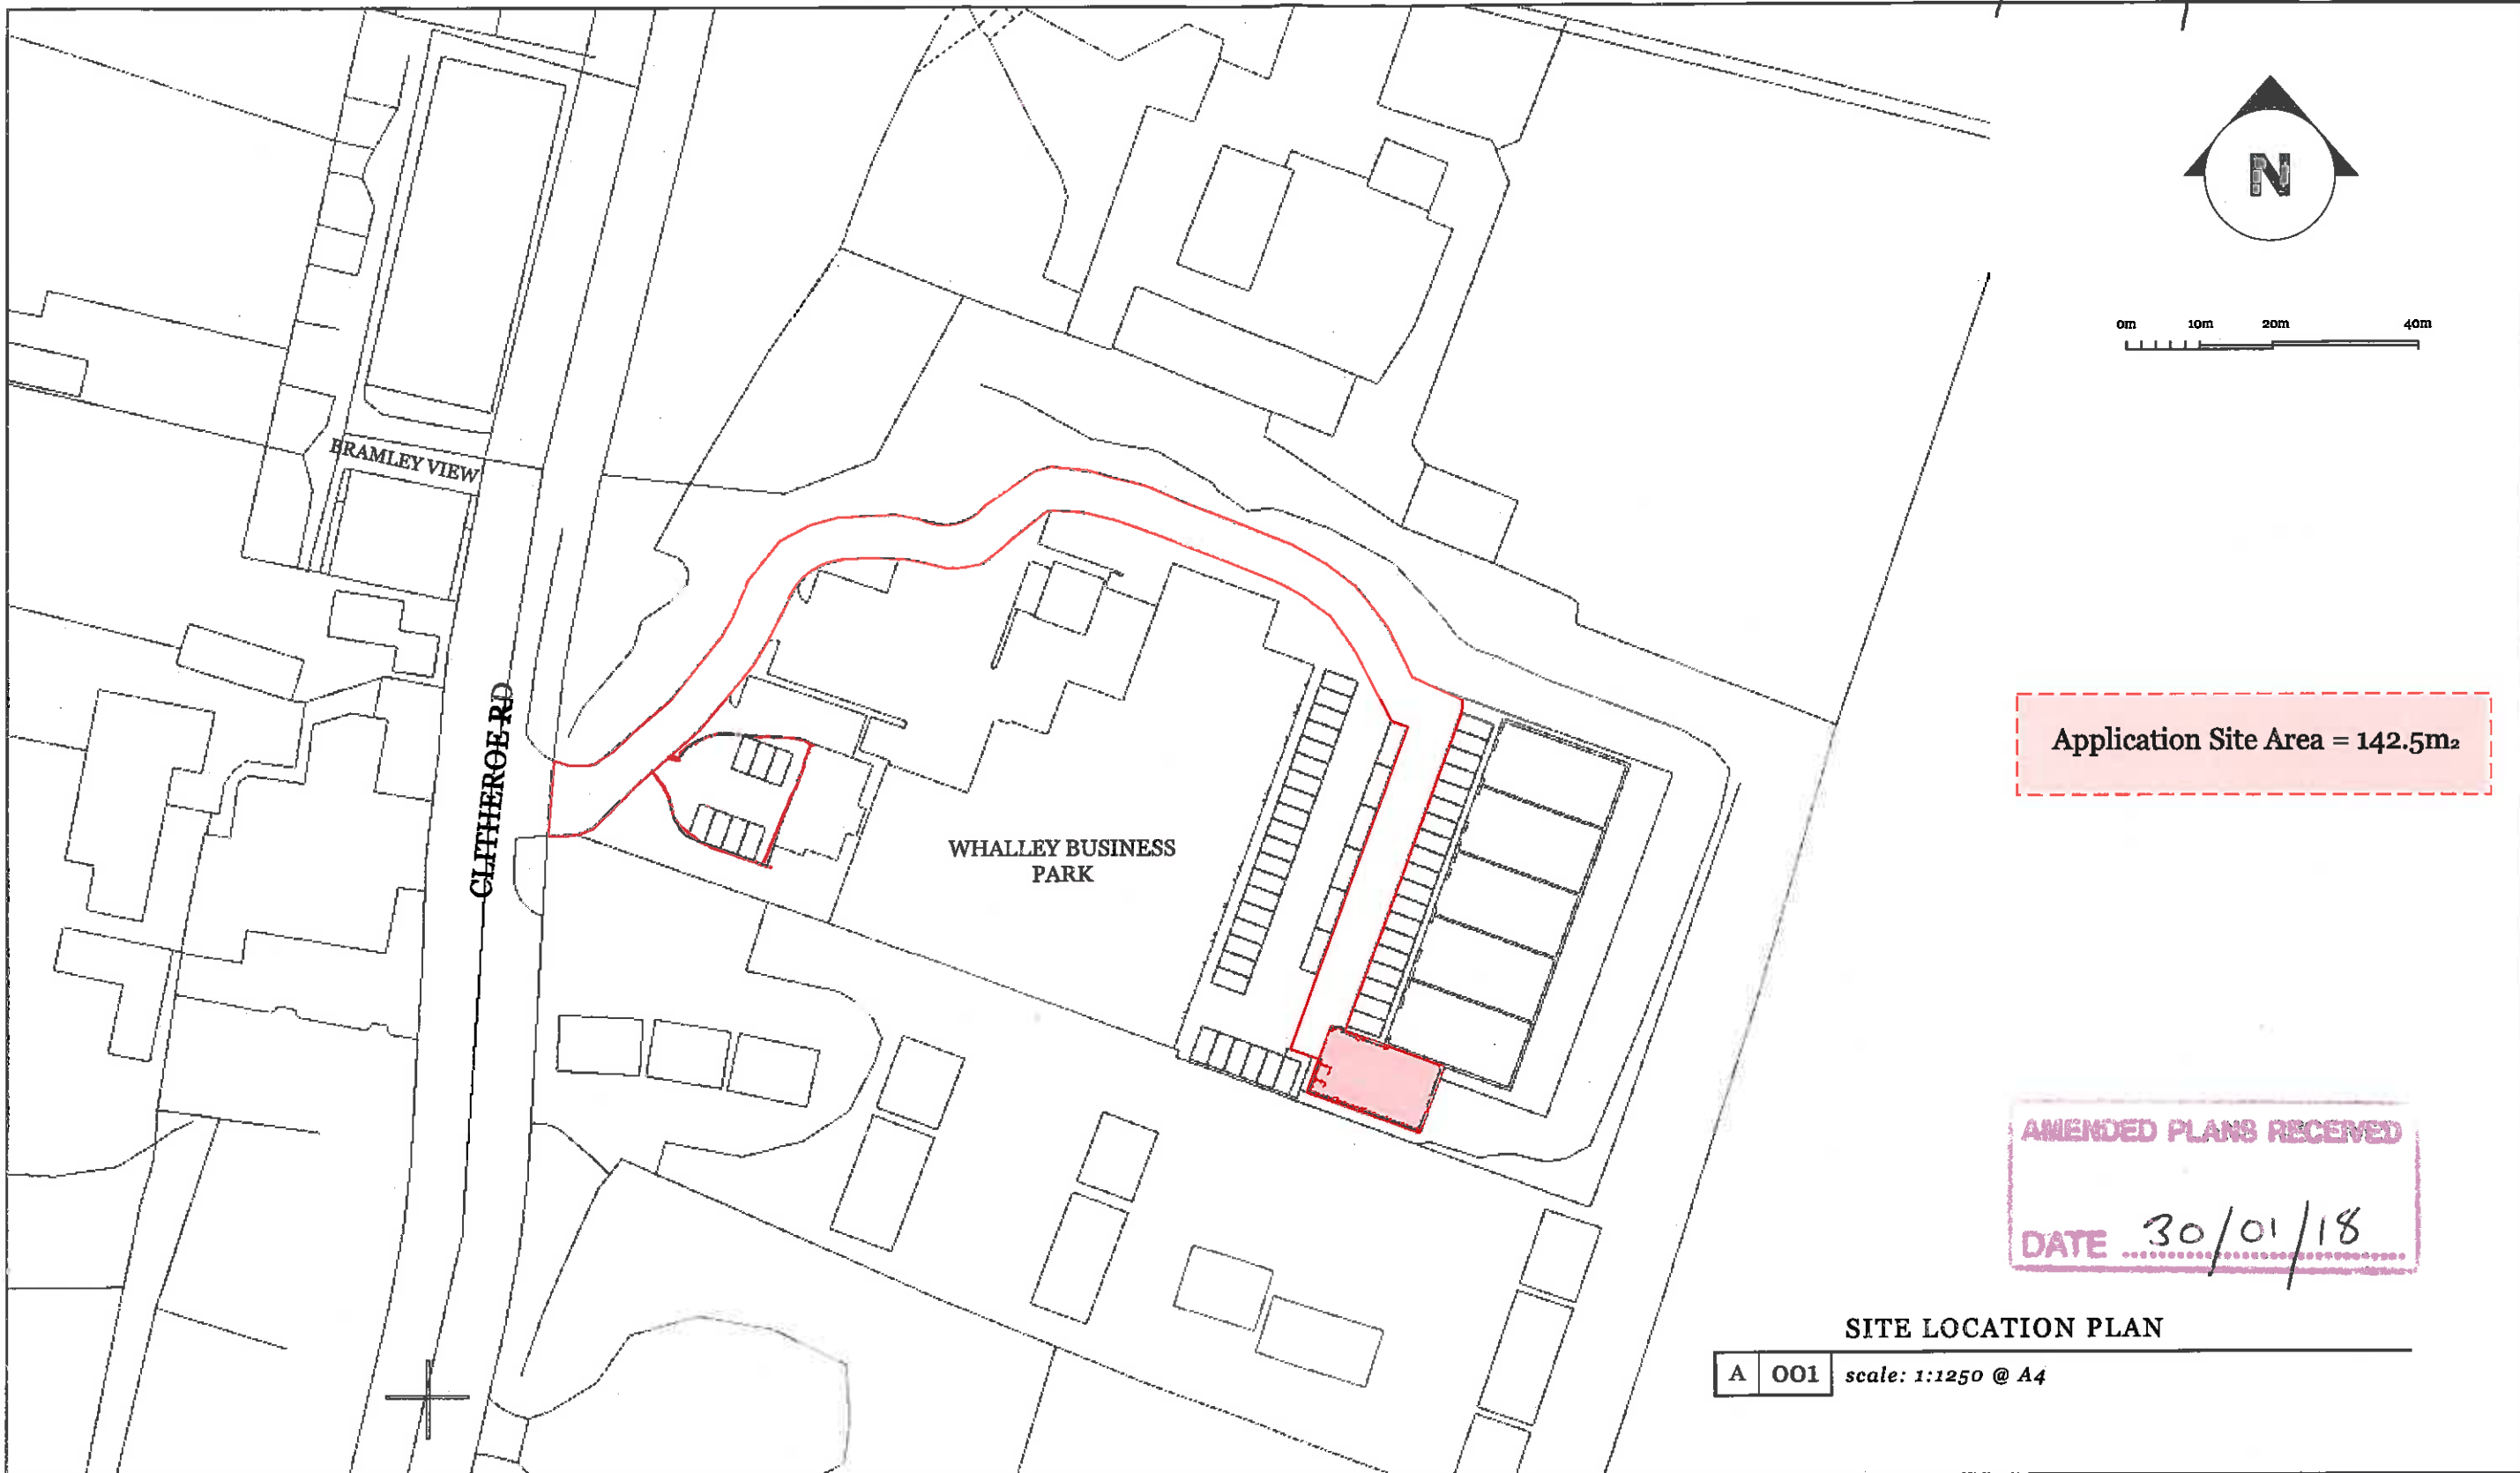 N
0m 10m 20m 40m
BRAMLEY VIEW
CLITHEROE RD
Application Site Area = 142.5m₂
WHALLEY BUSINESS
PARK
AMENDED PLANS RECEIVED
DATE 30/01/18
SITE LOCATION PLAN
A 001 scale: 1:1250 @ A4